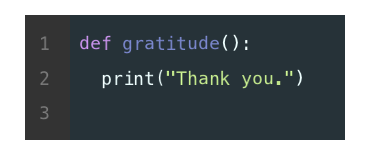 1 def gratitude():
2   print("Thank you.")
3